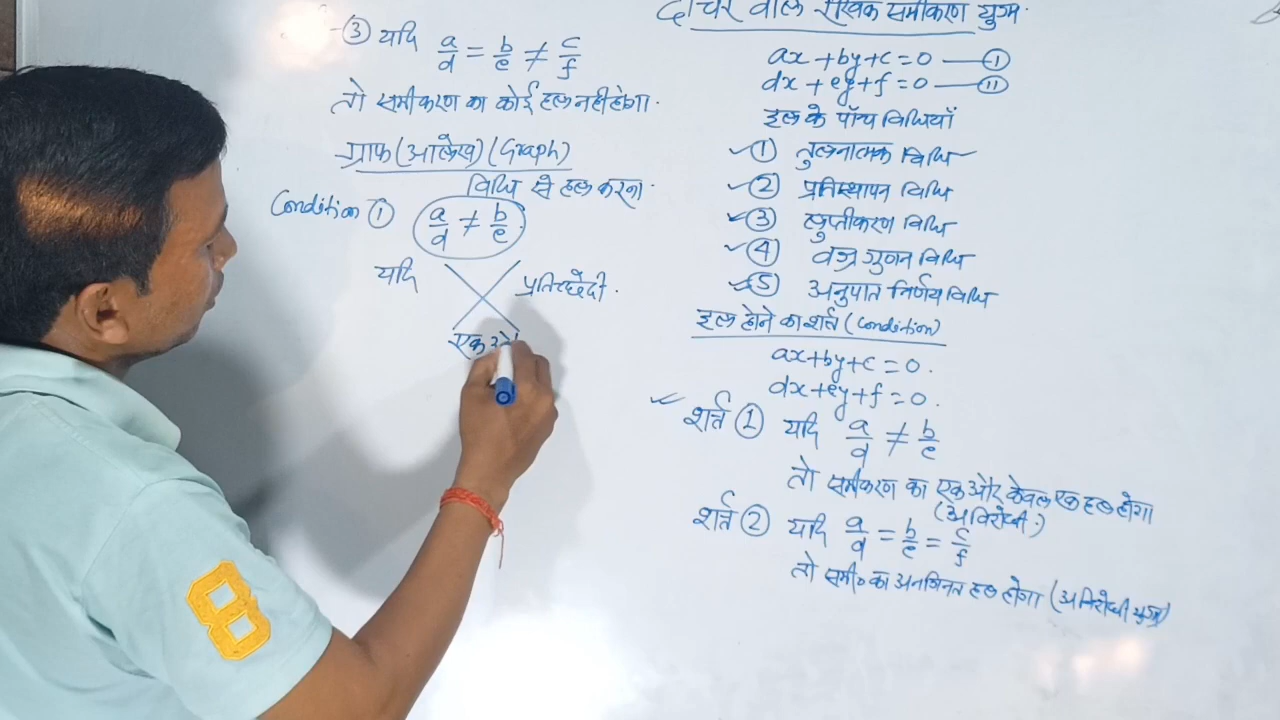 दो चर वाले रैखिक समीकरण युग्म
ax + by + c = 0 — (I)
dx + ey + f = 0 — (II)
हल के पाँच विधियाँ
✓① तुलनात्मक विधि
✓② प्रतिस्थापन विधि
✓③ लुप्तीकरण विधि
✓④ वज्र गुणन विधि
✓⑤ अनुपात निर्णय विधि
हल होने का शर्त (Condition)
ax+by+c = 0.
dx+ey+f = 0.
शर्त ① यदि a/d ≠ b/e
तो समीकरण का एक और केवल एक हल होगा
(अविरोधी)
शर्त ② यदि a/d = b/e = c/f
तो समी० का अनगिनत हल होगा (अविरोधी युग्म)
③ यदि a/d = b/e ≠ c/f
तो समीकरण का कोई हल नहीं होगा.
ग्राफ (आलेख) (Graph)
विधि से हल करना.
Condition ① a/d ≠ b/e
यदि प्रतिच्छेदी.
एक
8